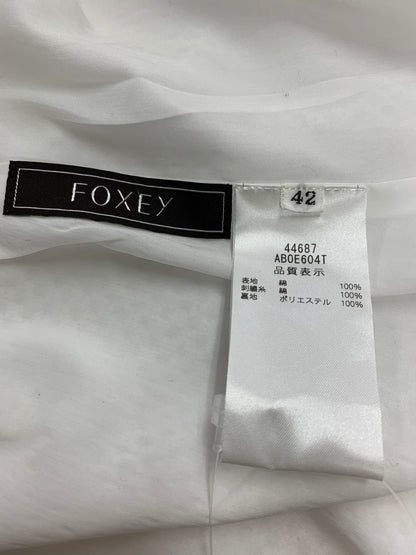 FOXEY
42
44687
AB0E604T
品質表示
表地 綿 100%
刺繍糸 綿 100%
裏地 ポリエステル 100%